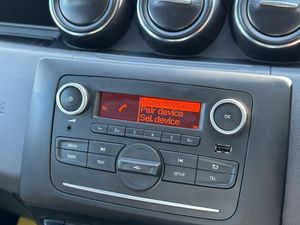 Pair device
Sel. device
OK
MEDIA
RADIO
TEXT
SETUP
TEL